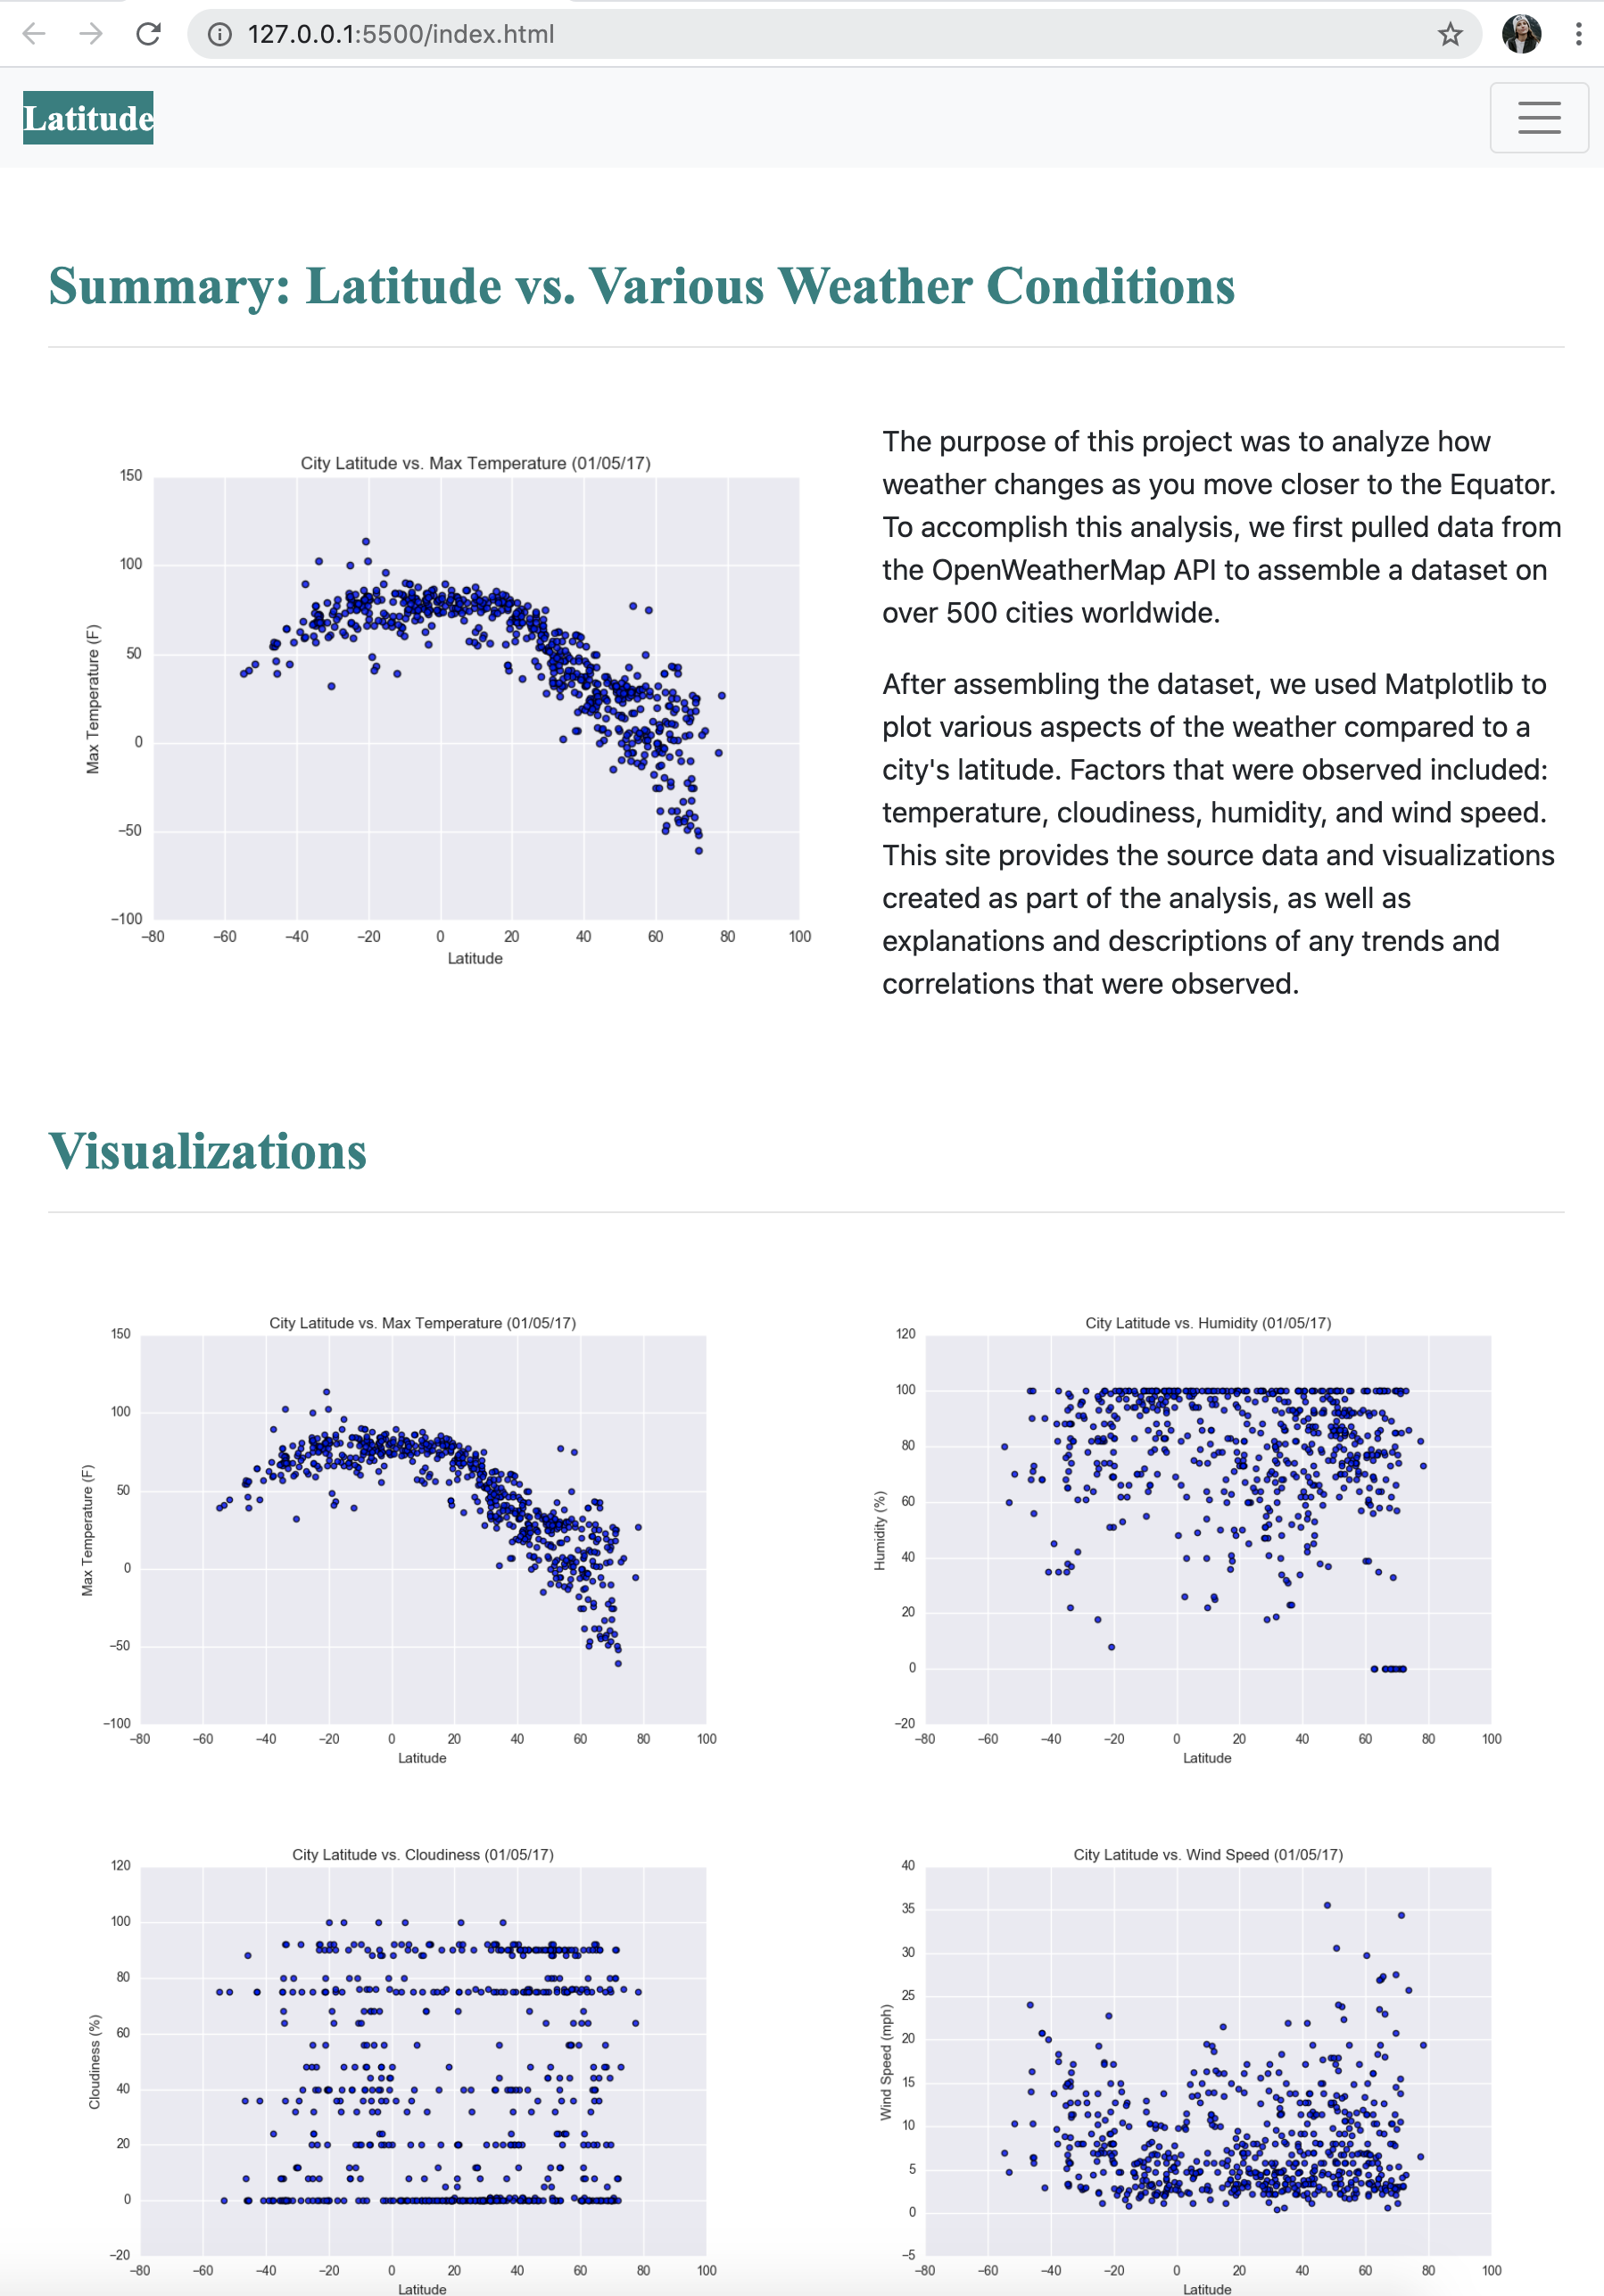 127.0.0.1:5500/index.html
Latitude
Summary: Latitude vs. Various Weather Conditions
City Latitude vs. Max Temperature (01/05/17)
150
100
50
0
−50
−100
Max Temperature (F)
−80 −60 −40 −20 0 20 40 60 80 100
Latitude
The purpose of this project was to analyze how
weather changes as you move closer to the Equator.
To accomplish this analysis, we first pulled data from
the OpenWeatherMap API to assemble a dataset on
over 500 cities worldwide.
After assembling the dataset, we used Matplotlib to
plot various aspects of the weather compared to a
city's latitude. Factors that were observed included:
temperature, cloudiness, humidity, and wind speed.
This site provides the source data and visualizations
created as part of the analysis, as well as
explanations and descriptions of any trends and
correlations that were observed.
Visualizations
City Latitude vs. Max Temperature (01/05/17)
150
100
50
0
−50
−100
Max Temperature (F)
−80 −60 −40 −20 0 20 40 60 80 100
Latitude
City Latitude vs. Humidity (01/05/17)
120
100
80
60
40
20
0
−20
Humidity (%)
−80 −60 −40 −20 0 20 40 60 80 100
Latitude
City Latitude vs. Cloudiness (01/05/17)
120
100
80
60
40
20
0
−20
Cloudiness (%)
−80 −60 −40 −20 0 20 40 60 80 100
Latitude
City Latitude vs. Wind Speed (01/05/17)
40
35
30
25
20
15
10
5
0
−5
Wind Speed (mph)
−80 −60 −40 −20 0 20 40 60 80 100
Latitude